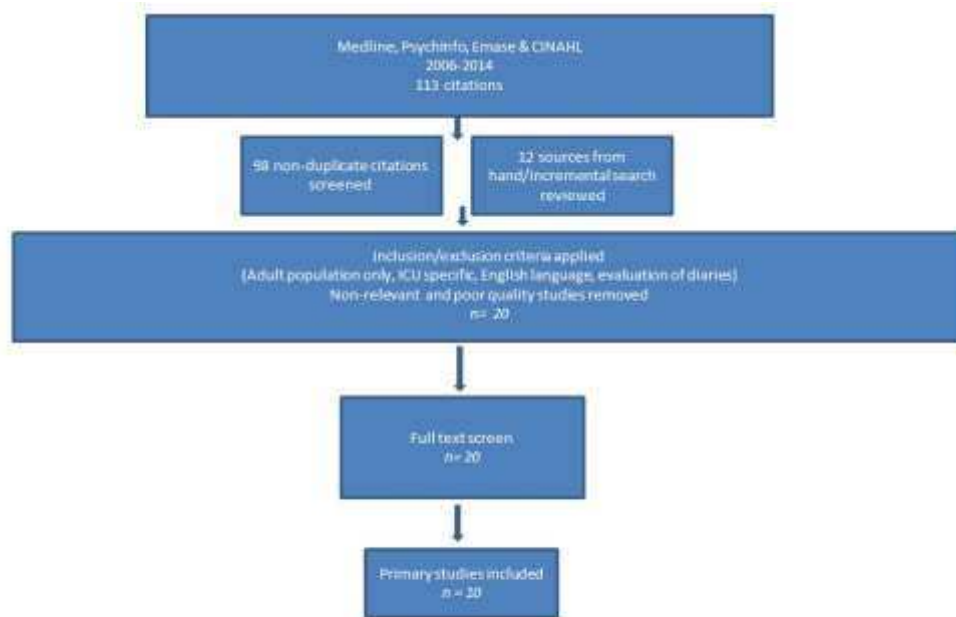 Medline, Psychinfo, Emase & CINAHL
2006-2014
113 citations
98 non-duplicate citations
screened
12 sources from
hand/incremental search
reviewed
Inclusion/exclusion criteria applied
(Adult population only, ICU specific, English language, evaluation of diaries)
Non-relevant and poor quality studies removed
n= 20
Full text screen
n= 20
Primary studies included
n = 10